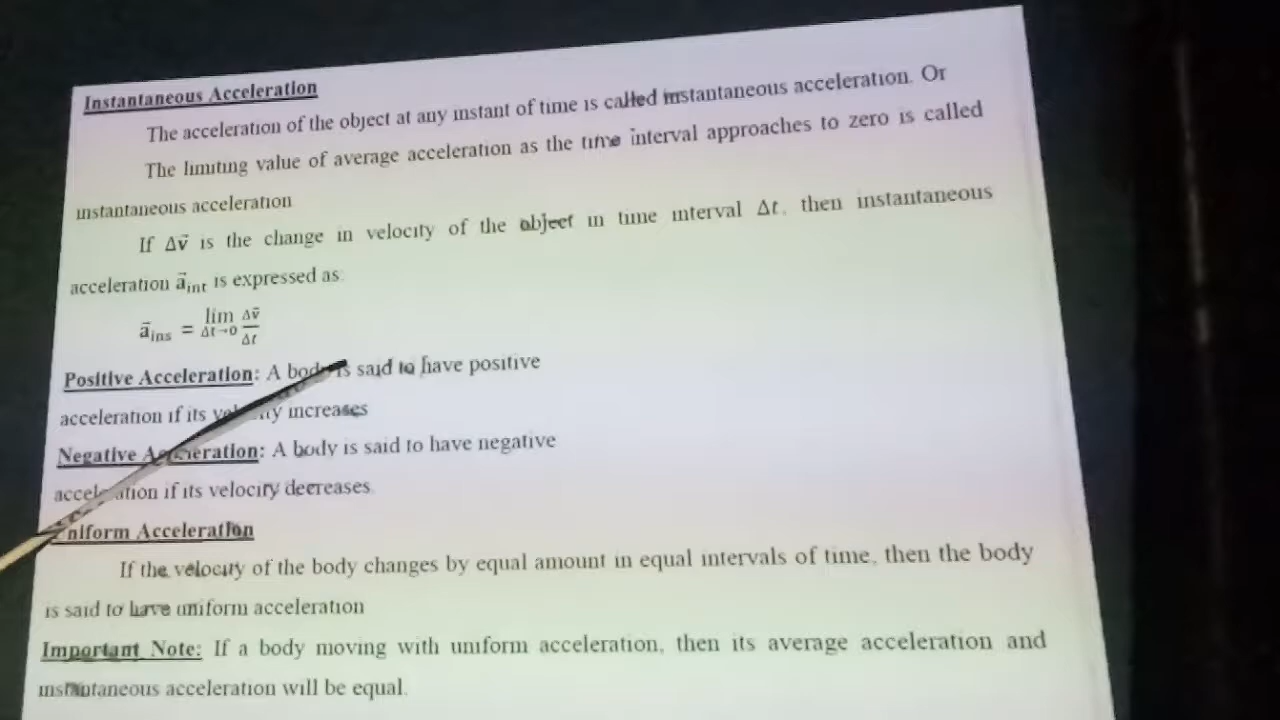 Instantaneous Acceleration
The acceleration of the object at any instant of time is called instantaneous acceleration. Or
The limiting value of average acceleration as the time interval approaches to zero is called
instantaneous acceleration
If Δv⃗ is the change in velocity of the object in time interval Δt, then instantaneous
acceleration a⃗int is expressed as:
a⃗ins = lim Δt→0 Δv⃗/Δt
Positive Acceleration: A body is said to have positive
acceleration if its increases
Negative Acceleration: A body is said to have negative
acceleration if its velocity decreases.
Uniform Acceleration
If the velocity of the body changes by equal amount in equal intervals of time, then the body
is said to have uniform acceleration
Important Note: If a body moving with uniform acceleration, then its average acceleration and
instantaneous acceleration will be equal.